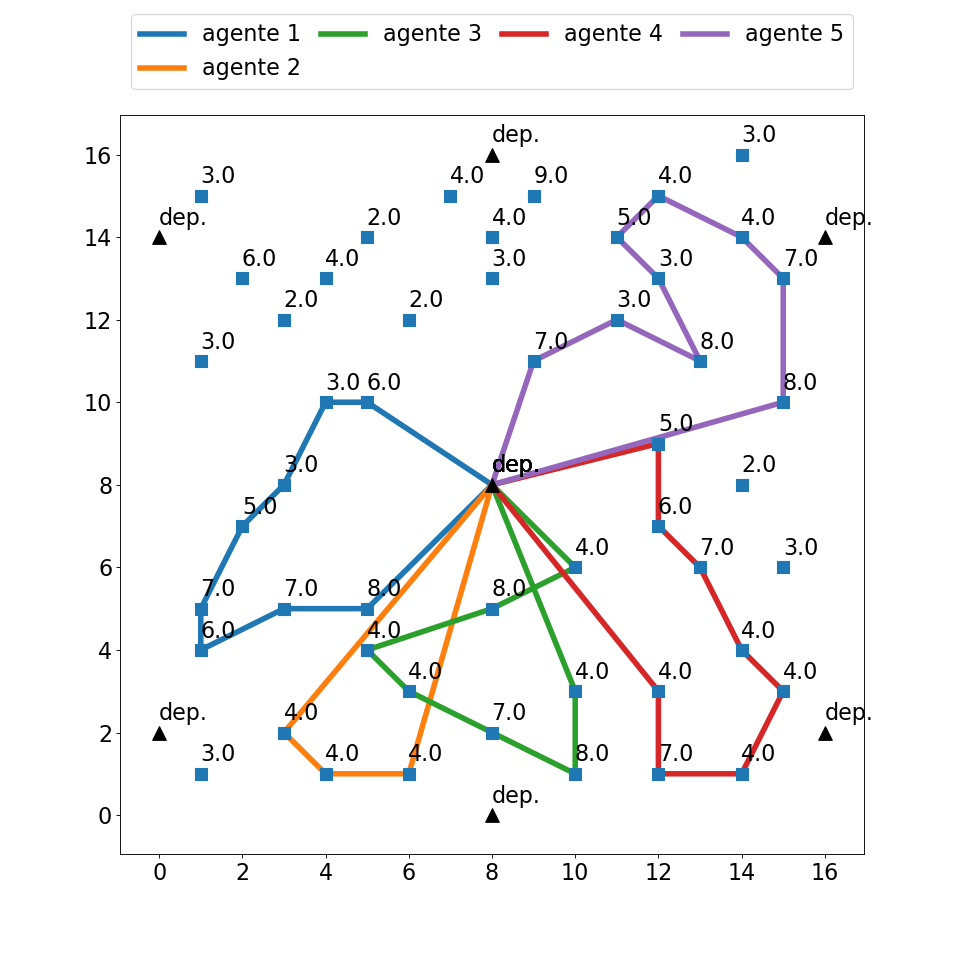 agente 1 agente 3 agente 4 agente 5
agente 2
dep. 3.0
16
3.0 4.0 9.0 4.0
dep. 2.0 4.0 5.0 4.0 dep.
14
6.0 4.0 3.0 3.0 7.0
2.0 2.0 3.0
12
3.0 7.0 8.0
3.0 6.0 8.0
10
5.0
3.0 dep. 2.0
8
5.0 6.0
4.0 7.0 3.0
6
7.0 7.0 8.0 8.0
6.0 4.0 4.0
4
4.0 4.0 4.0 4.0
dep. 4.0 7.0 dep.
2
3.0 4.0 4.0 8.0 7.0 4.0
dep.
0
0 2 4 6 8 10 12 14 16